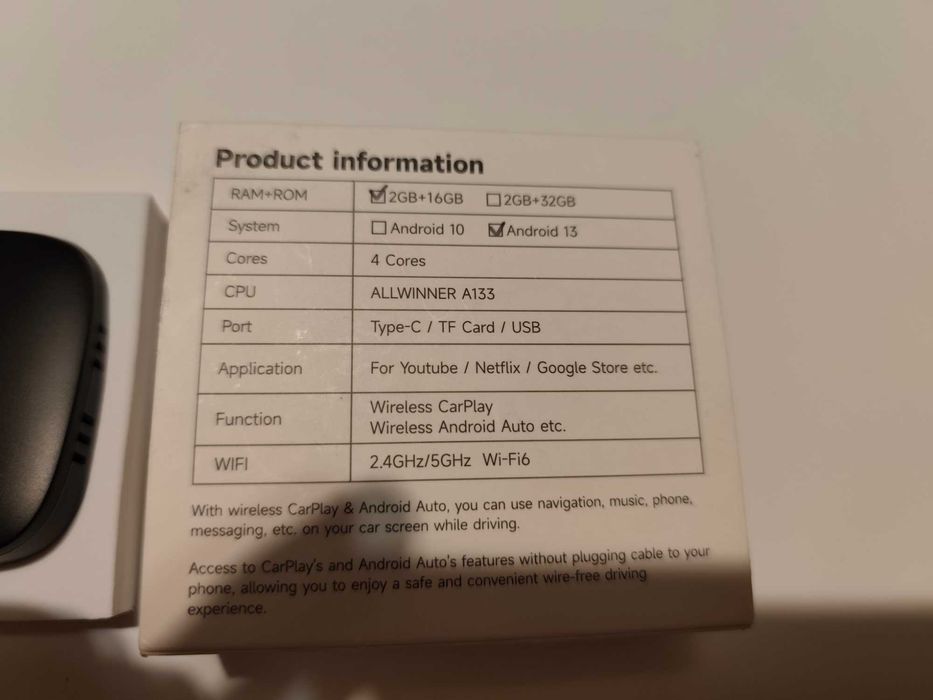 Product information
RAM+ROM ☑2GB+16GB ☐2GB+32GB
System ☐Android 10 ☑Android 13
Cores 4 Cores
CPU ALLWINNER A133
Port Type-C / TF Card / USB
Application For Youtube / Netflix / Google Store etc.
Function Wireless CarPlay
Wireless Android Auto etc.
WIFI 2.4GHz/5GHz Wi-Fi6
With wireless CarPlay & Android Auto, you can use navigation, music, phone,
messaging, etc. on your car screen while driving.
Access to CarPlay's and Android Auto's features without plugging cable to your
phone, allowing you to enjoy a safe and convenient wire-free driving
experience.